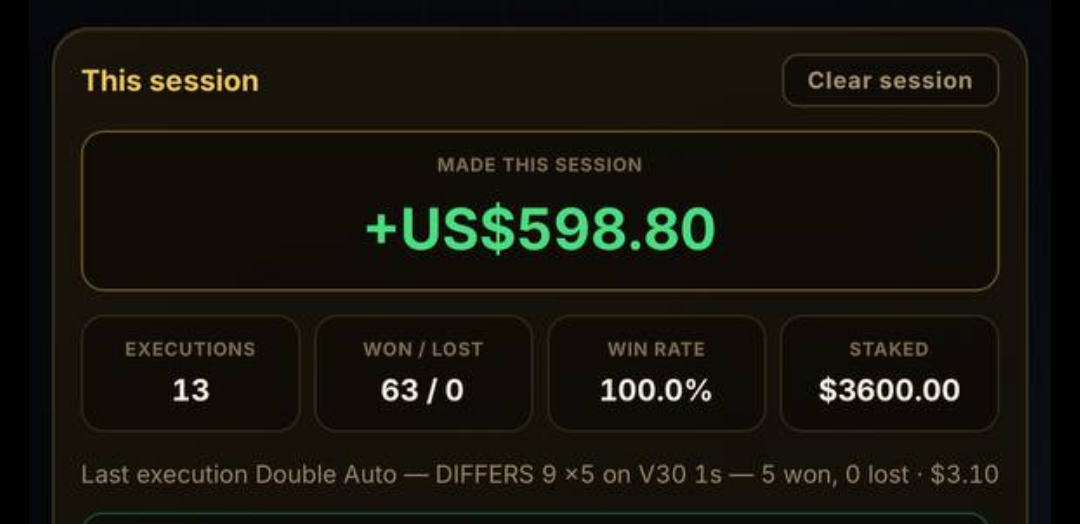 This session
Clear session
MADE THIS SESSION
+US$598.80
EXECUTIONS
13
WON / LOST
63 / 0
WIN RATE
100.0%
STAKED
$3600.00
Last execution Double Auto — DIFFERS 9 ×5 on V30 1s — 5 won, 0 lost · $3.10